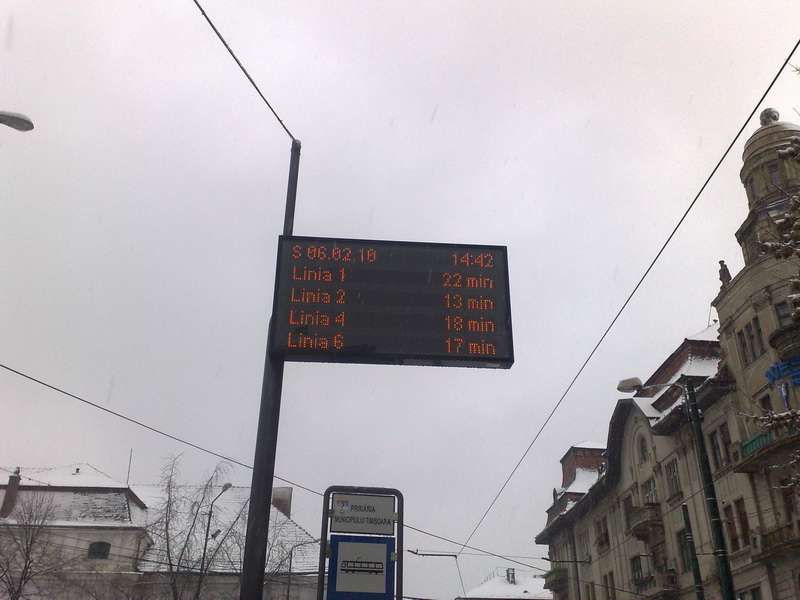 S 06.02.10 14:42
Linia 1 22 min
Linia 2 13 min
Linia 4 18 min
Linia 6 17 min
PRIMĂRIA
MUNICIPIULUI TIMIŞOARA